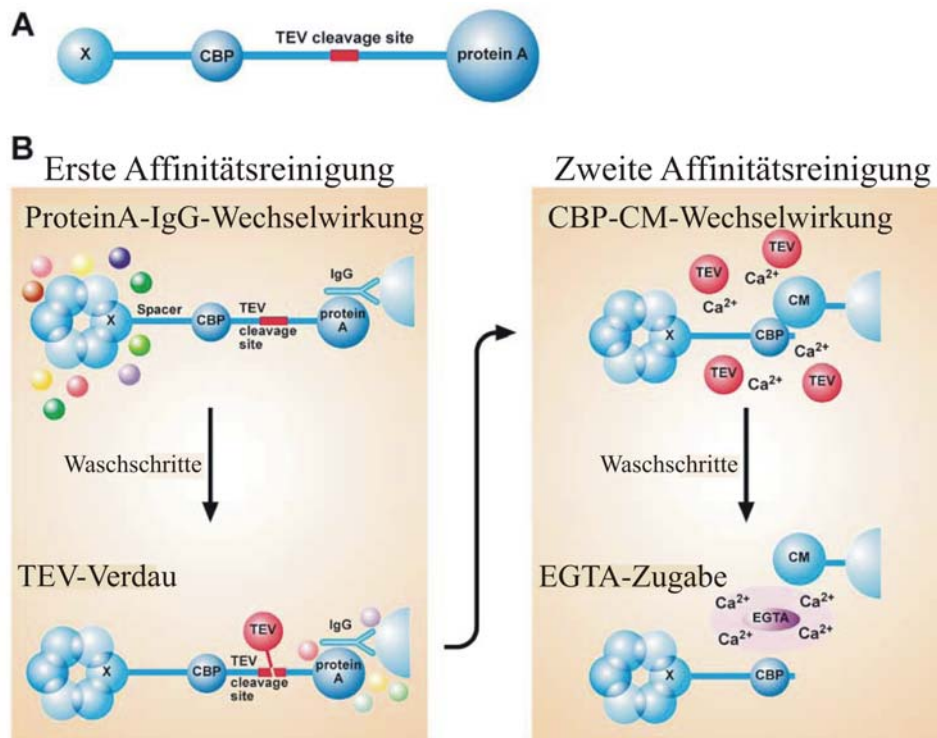 A
X
CBP
TEV cleavage site
protein A
B
Erste Affinitätsreinigung
ProteinA-IgG-Wechselwirkung
IgG
X
Spacer
CBP
TEV
cleavage
site
protein
A
Waschschritte
TEV-Verdau
TEV
IgG
X
CBP
TEV
cleavage
site
protein
A
Zweite Affinitätsreinigung
CBP-CM-Wechselwirkung
TEV
TEV
Ca²⁺
Ca²⁺
CM
X
CBP
Ca²⁺
TEV
Ca²⁺
TEV
Waschschritte
EGTA-Zugabe
CM
Ca²⁺
Ca²⁺
EGTA
Ca²⁺
Ca²⁺
X
CBP